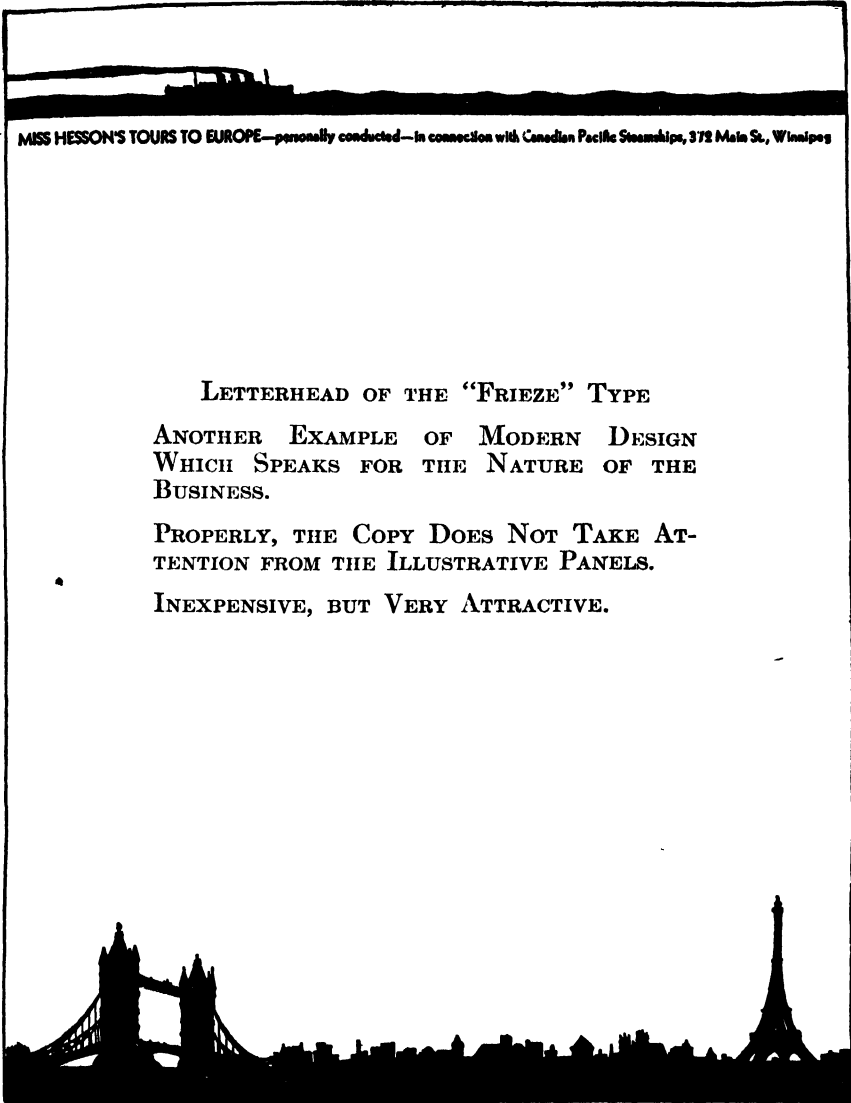 MISS HESSON'S TOURS TO EUROPE—personally conducted—in connection with Canadian Pacific Steamships, 372 Main St., Winnipeg
LETTERHEAD OF THE “FRIEZE” TYPE
ANOTHER EXAMPLE OF MODERN DESIGN
WHICH SPEAKS FOR THE NATURE OF THE
BUSINESS.
PROPERLY, THE COPY DOES NOT TAKE AT-
TENTION FROM THE ILLUSTRATIVE PANELS.
INEXPENSIVE, BUT VERY ATTRACTIVE.